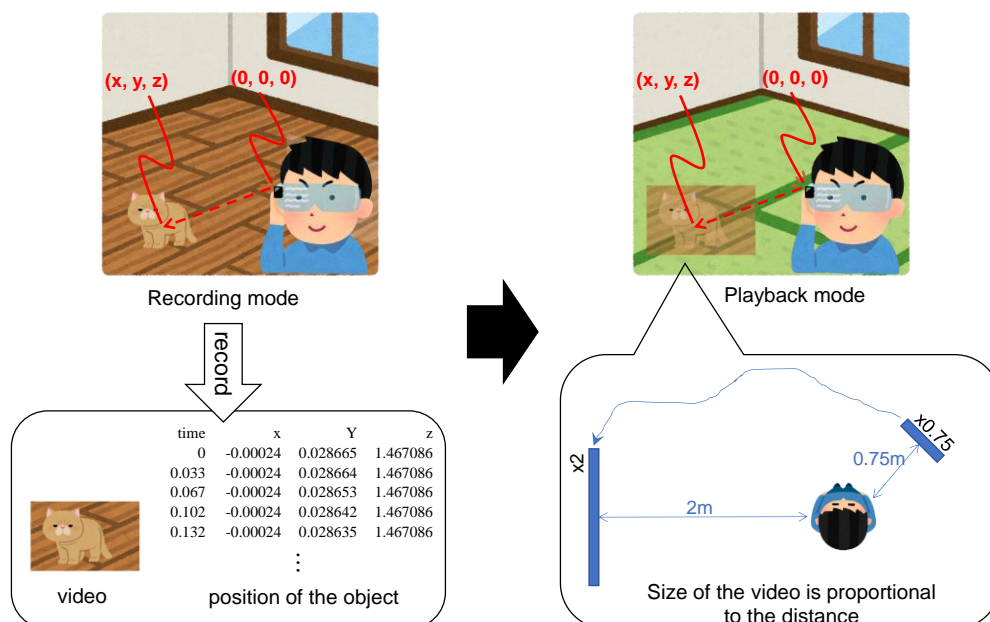 (x, y, z)
(0, 0, 0)
Recording mode
record
time x Y z
0 -0.00024 0.028665 1.467086
0.033 -0.00024 0.028664 1.467086
0.067 -0.00024 0.028653 1.467086
0.102 -0.00024 0.028642 1.467086
0.132 -0.00024 0.028635 1.467086
⋮
video
position of the object
(x, y, z)
(0, 0, 0)
Playback mode
x2
x0.75
0.75m
2m
Size of the video is proportional
to the distance